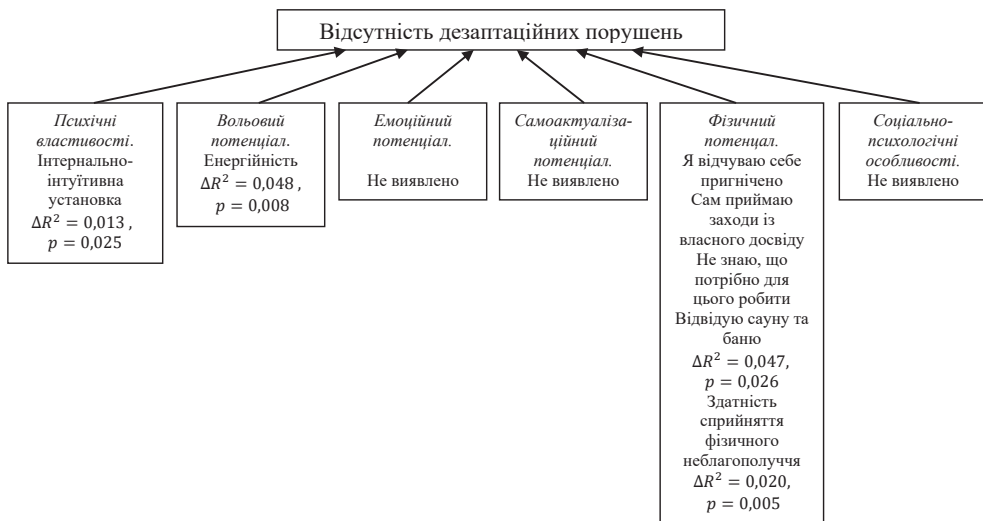 Відсутність дезаптаційних порушень
Психічні
властивості.
Інтернально-
інтуїтивна
установка
ΔR² = 0,013 ,
p = 0,025
Вольовий
потенціал.
Енергійність
ΔR² = 0,048 ,
p = 0,008
Емоційний
потенціал.
Не виявлено
Самоактуаліза-
ційний
потенціал.
Не виявлено
Фізичний
потенцал.
Я відчуваю себе
пригнічено
Сам приймаю
заходи із
власного досвіду
Не знаю, що
потрібно для
цього робити
Відвідую сауну та
баню
ΔR² = 0,047,
p = 0,026
Здатність
сприйняття
фізичного
неблагополуччя
ΔR² = 0,020,
p = 0,005
Соціально-
психологічні
особливості.
Не виявлено